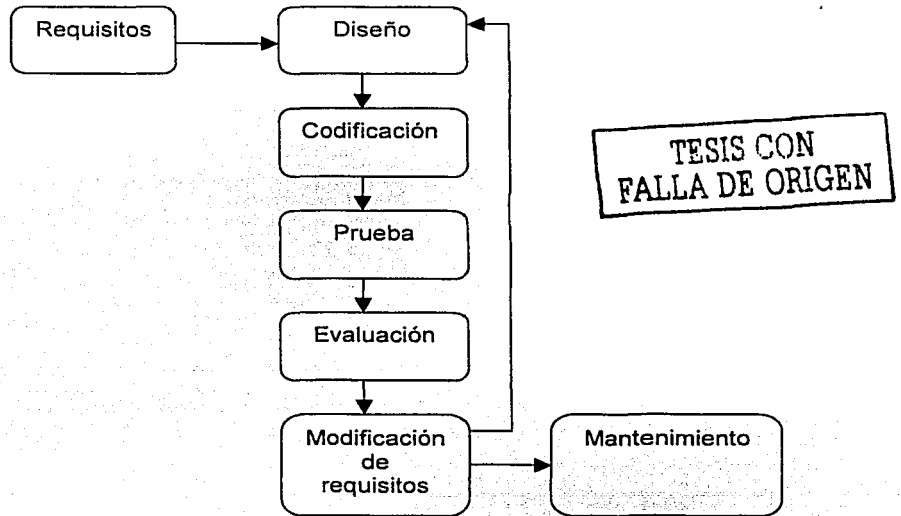 Requisitos
Diseño
Codificación
Prueba
Evaluación
Modificación
de
requisitos
Mantenimiento
TESIS CON
FALLA DE ORIGEN